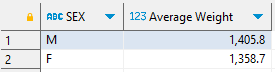 ABC SEX 123 Average Weight
1 M 1,405.8
2 F 1,358.7